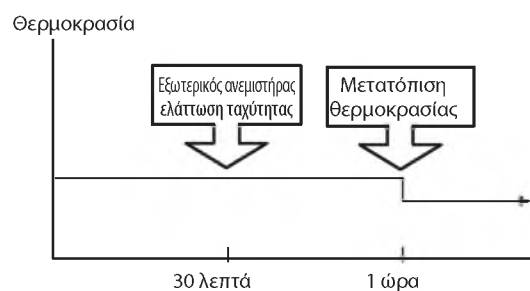 Θερμοκρασία
Εξωτερικός ανεμιστήρας
ελάττωση ταχύτητας
Μετατόπιση
θερμοκρασίας
30 λεπτά
1 ώρα